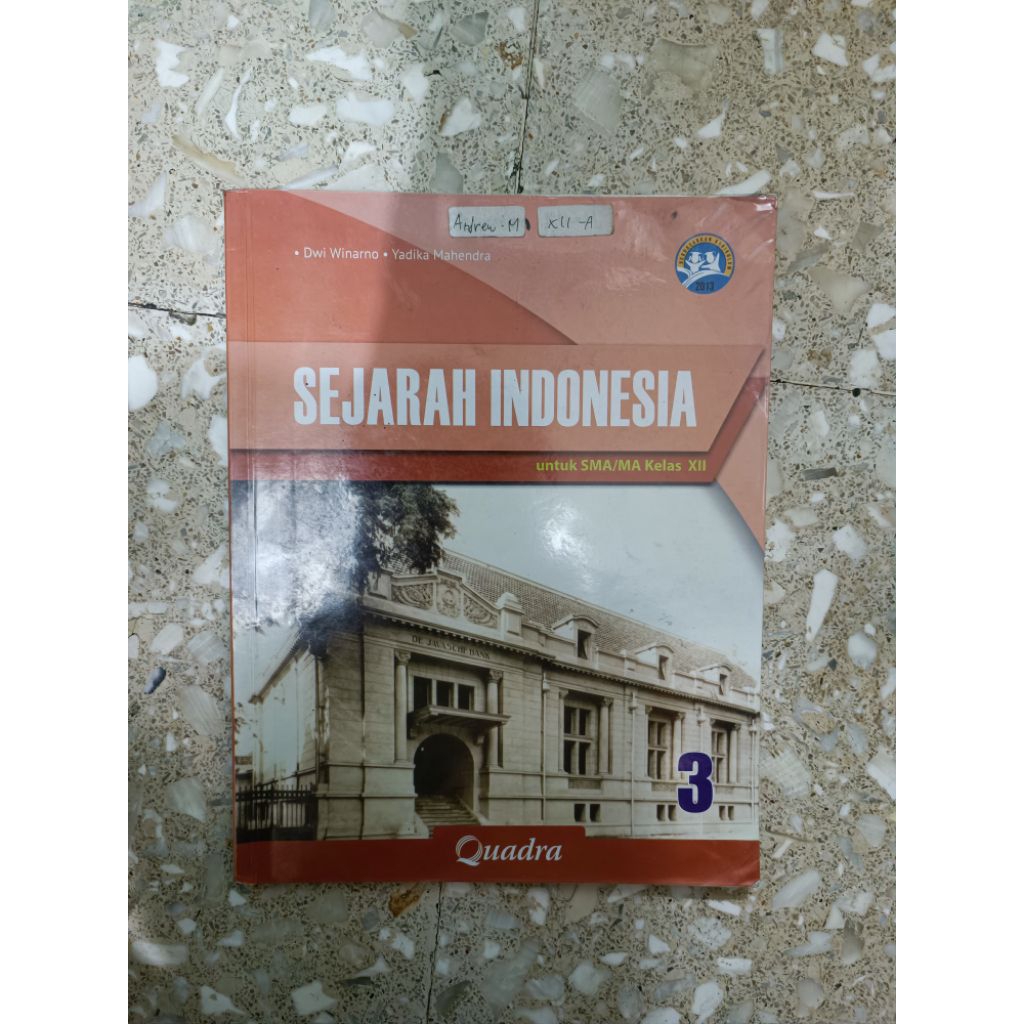 Andrew . M
XII - A
• Dwi Winarno • Yadika Mahendra
2013
SEJARAH INDONESIA
untuk SMA/MA Kelas XII
DE JAVASCHE BANK
3
Quadra